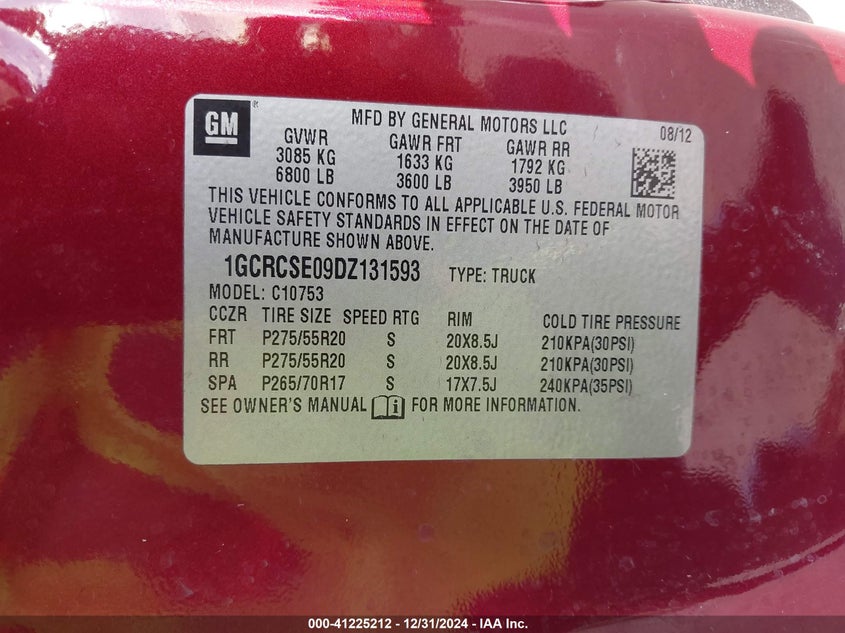 GM ®
MFD BY GENERAL MOTORS LLC 08/12
GVWR GAWR FRT GAWR RR
3085 KG 1633 KG 1792 KG
6800 LB 3600 LB 3950 LB
THIS VEHICLE CONFORMS TO ALL APPLICABLE U.S. FEDERAL MOTOR
VEHICLE SAFETY STANDARDS IN EFFECT ON THE DATE OF
MANUFACTURE SHOWN ABOVE.
1GCRCSE09DZ131593 TYPE: TRUCK
MODEL: C10753
CCZR TIRE SIZE SPEED RTG RIM COLD TIRE PRESSURE
FRT P275/55R20 S 20X8.5J 210KPA(30PSI)
RR P275/55R20 S 20X8.5J 210KPA(30PSI)
SPA P265/70R17 S 17X7.5J 240KPA(35PSI)
SEE OWNER'S MANUAL i FOR MORE INFORMATION.
000-41225212 - 12/31/2024 - IAA Inc.